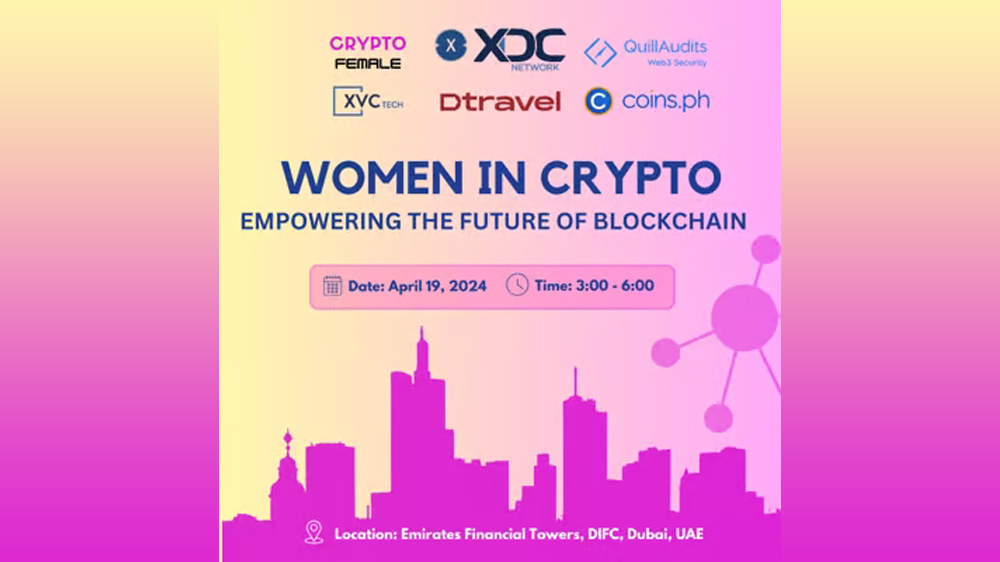 CRYPTO
FEMALE
X XDC
NETWORK
QuillAudits
Web3 Security
XVC TECH
Dtravel
C coins.ph
WOMEN IN CRYPTO
EMPOWERING THE FUTURE OF BLOCKCHAIN
Date: April 19, 2024 Time: 3:00 - 6:00
Location: Emirates Financial Towers, DIFC, Dubai, UAE